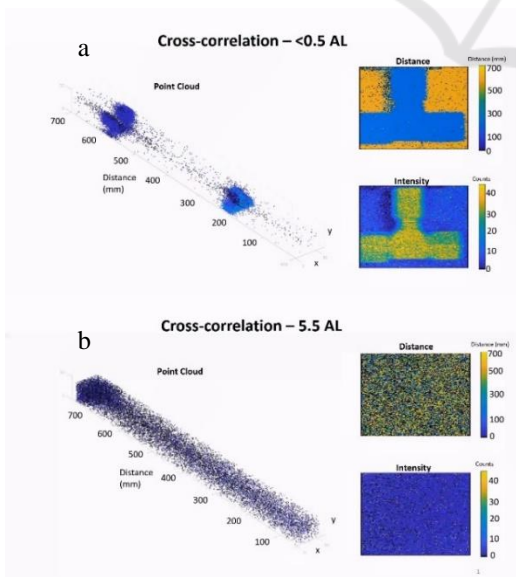 a
Cross-correlation – <0.5 AL
Point Cloud
700
600
500
400
300
200
100
Distance
(mm)
y
x
Distance
Distance (mm)
700
500
300
100
0
Intensity
Counts
40
30
20
10
0
b
Cross-correlation – 5.5 AL
Point Cloud
700
600
500
400
300
200
100
Distance
(mm)
y
x
Distance
Distance (mm)
700
500
300
100
0
Intensity
Counts
40
30
20
10
0
1